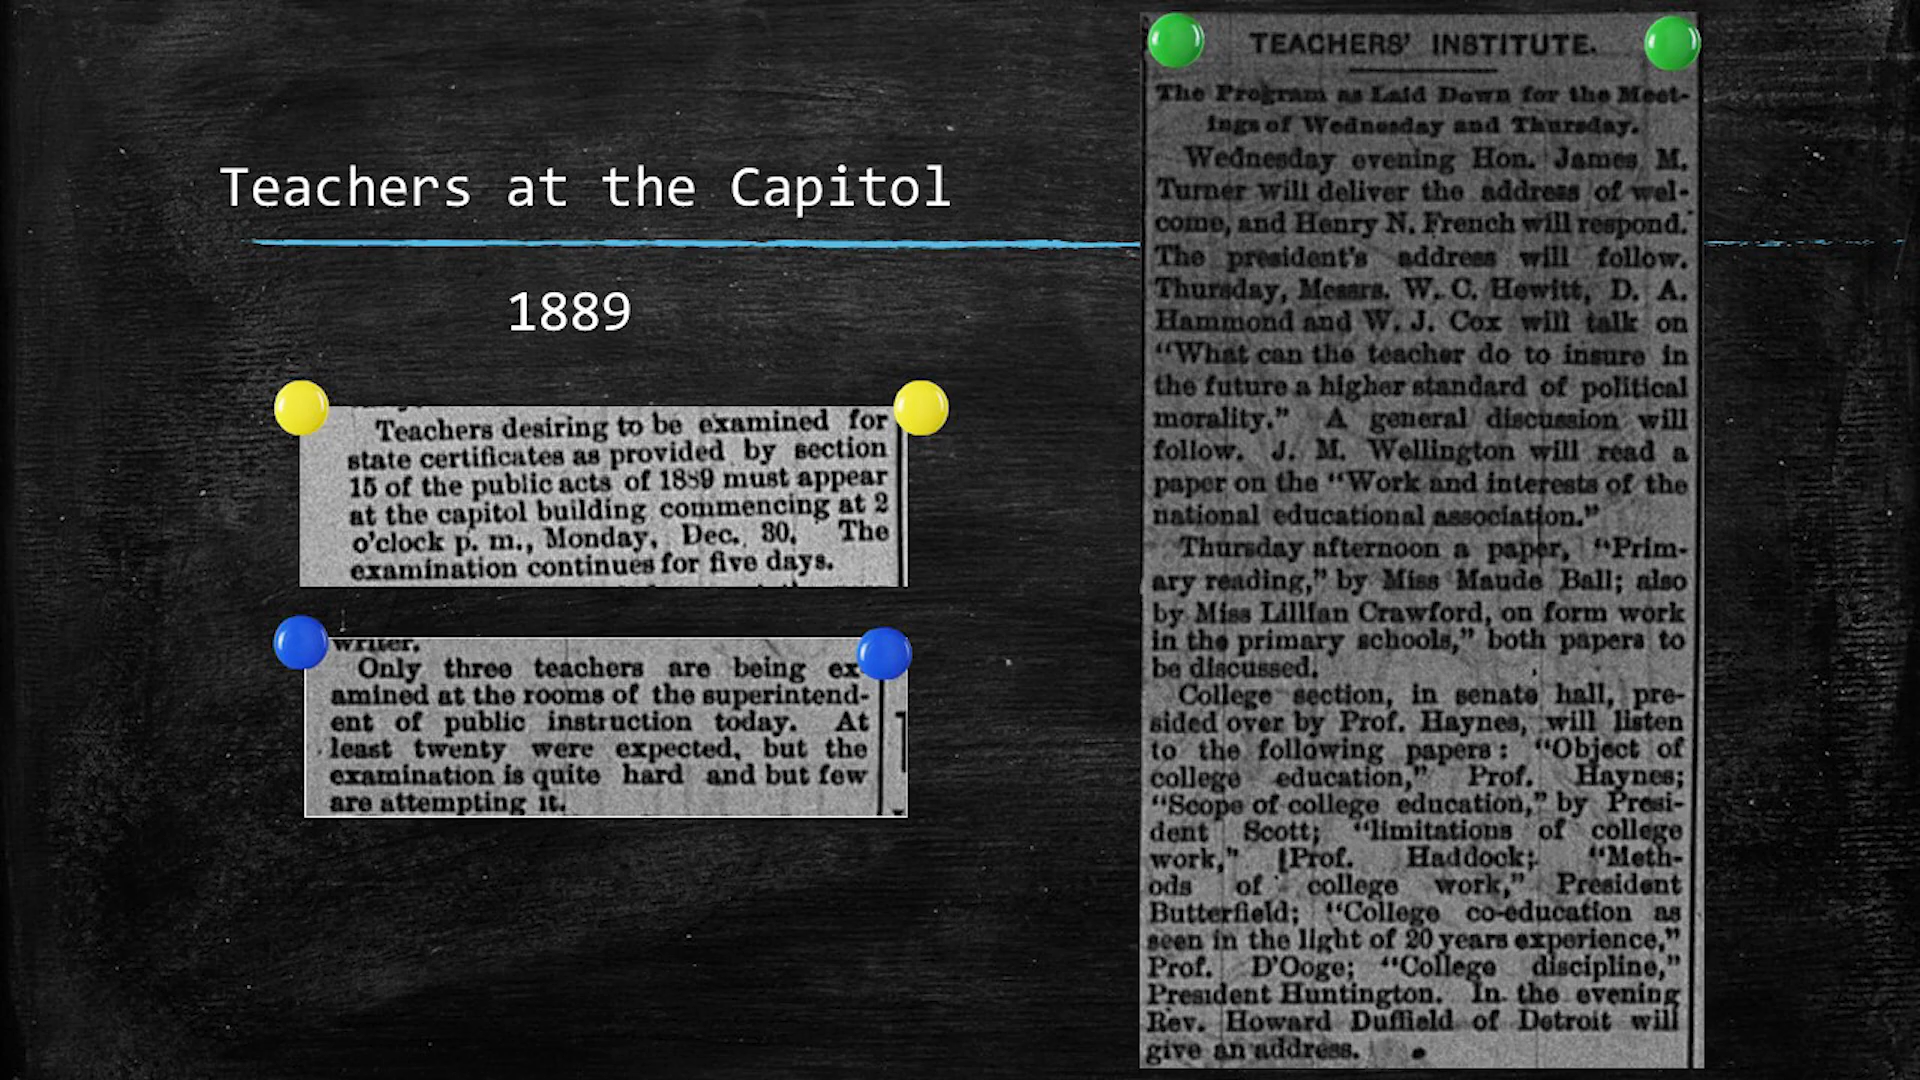 Teachers at the Capitol
1889
Teachers desiring to be examined for
state certificates as provided by section
15 of the public acts of 1889 must appear
at the capitol building commencing at 2
o'clock p. m., Monday, Dec. 30. The
examination continues for five days.
writer.
Only three teachers are being ex-
amined at the rooms of the superintend-
ent of public instruction today. At
least twenty were expected, but the
examination is quite hard and but few
are attempting it.
TEACHERS' INSTITUTE.
The Program as Laid Down for the Meet-
ings of Wednesday and Thursday.
Wednesday evening Hon. James M.
Turner will deliver the address of wel-
come, and Henry N. French will respond.
The president's address will follow.
Thursday, Messrs. W. C. Hewitt, D. A.
Hammond and W. J. Cox will talk on
"What can the teacher do to insure in
the future a higher standard of political
morality." A general discussion will
follow. J. M. Wellington will read a
paper on the "Work and interests of the
national educational association."
Thursday afternoon a paper, "Prim-
ary reading," by Miss Maude Ball; also
by Miss Lillian Crawford, on form work
in the primary schools," both papers to
be discussed.
College section, in senate hall, pre-
sided over by Prof. Haynes, will listen
to the following papers: "Object of
college education," Prof. Haynes;
"Scope of college education," by Presi-
dent Scott; "limitations of college
work," Prof. Haddock; "Meth-
ods of college work," President
Butterfield; "College co-education as
seen in the light of 20 years experience,"
Prof. D'Ooge; "College discipline,"
President Huntington. In the evening
Rev. Howard Duffield of Detroit will
give an address.